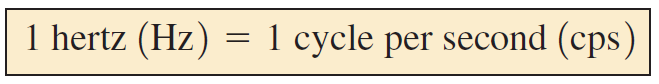 1 hertz (Hz) = 1 cycle per second (cps)